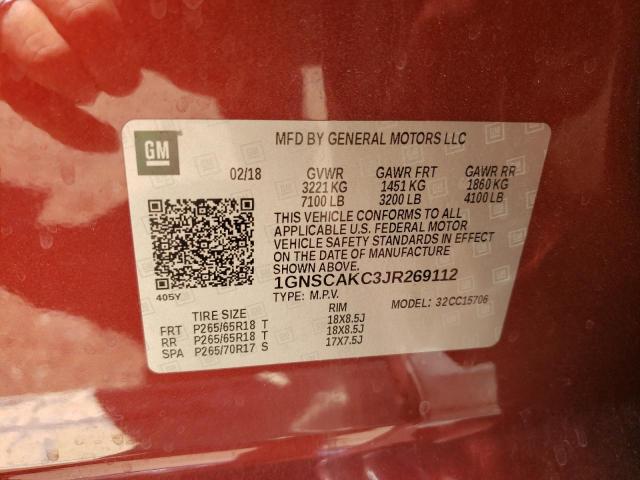 GM
MFD BY GENERAL MOTORS LLC
02/18 GVWR GAWR FRT GAWR RR
3221 KG 1451 KG 1860 KG
7100 LB 3200 LB 4100 LB
THIS VEHICLE CONFORMS TO ALL
APPLICABLE U.S. FEDERAL MOTOR
VEHICLE SAFETY STANDARDS IN EFFECT
ON THE DATE OF MANUFACTURE
SHOWN ABOVE.
405Y
1GNSCAKC3JR269112
TYPE: M.P.V. MODEL: 32CC15706
TIRE SIZE RIM
FRT P265/65R18 T 18X8.5J
RR P265/65R18 T 18X8.5J
SPA P265/70R17 S 17X7.5J